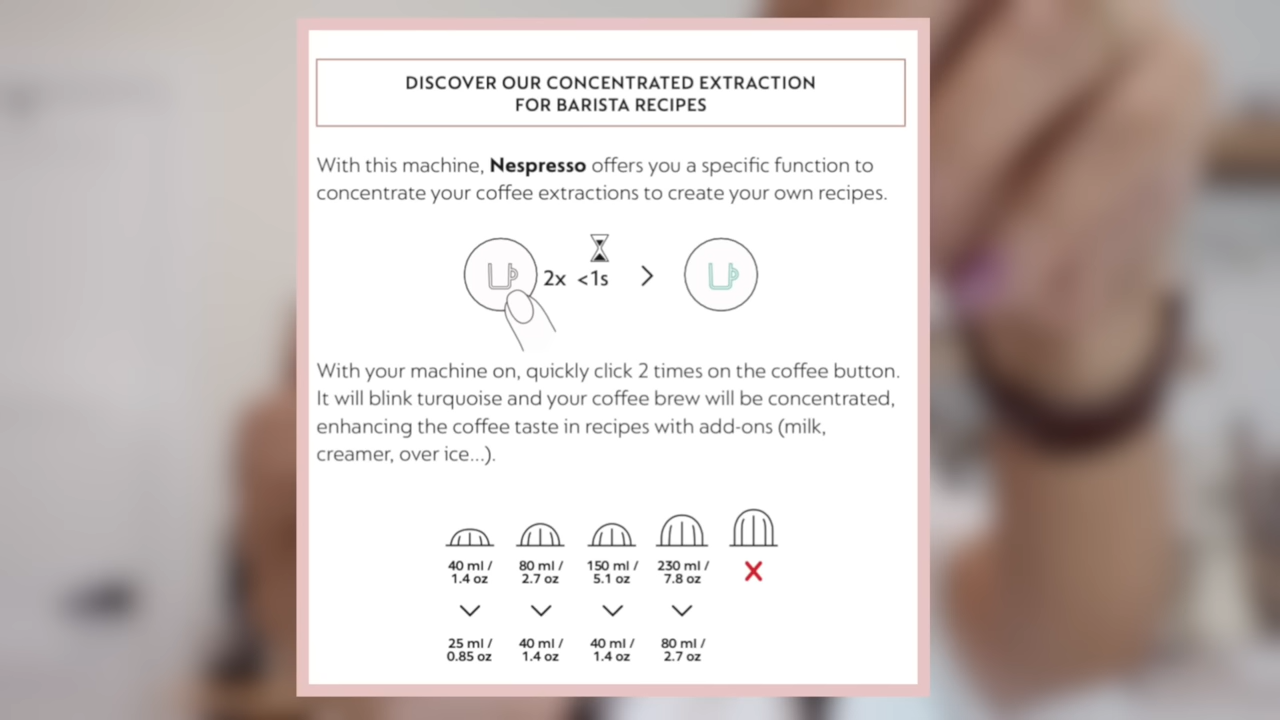 DISCOVER OUR CONCENTRATED EXTRACTION
FOR BARISTA RECIPES
With this machine, Nespresso offers you a specific function to
concentrate your coffee extractions to create your own recipes.
2x <1s >
With your machine on, quickly click 2 times on the coffee button.
It will blink turquoise and your coffee brew will be concentrated,
enhancing the coffee taste in recipes with add-ons (milk,
creamer, over ice...).
40 ml / 80 ml / 150 ml / 230 ml /
1.4 oz 2.7 oz 5.1 oz 7.8 oz
25 ml / 40 ml / 40 ml / 80 ml /
0.85 oz 1.4 oz 1.4 oz 2.7 oz